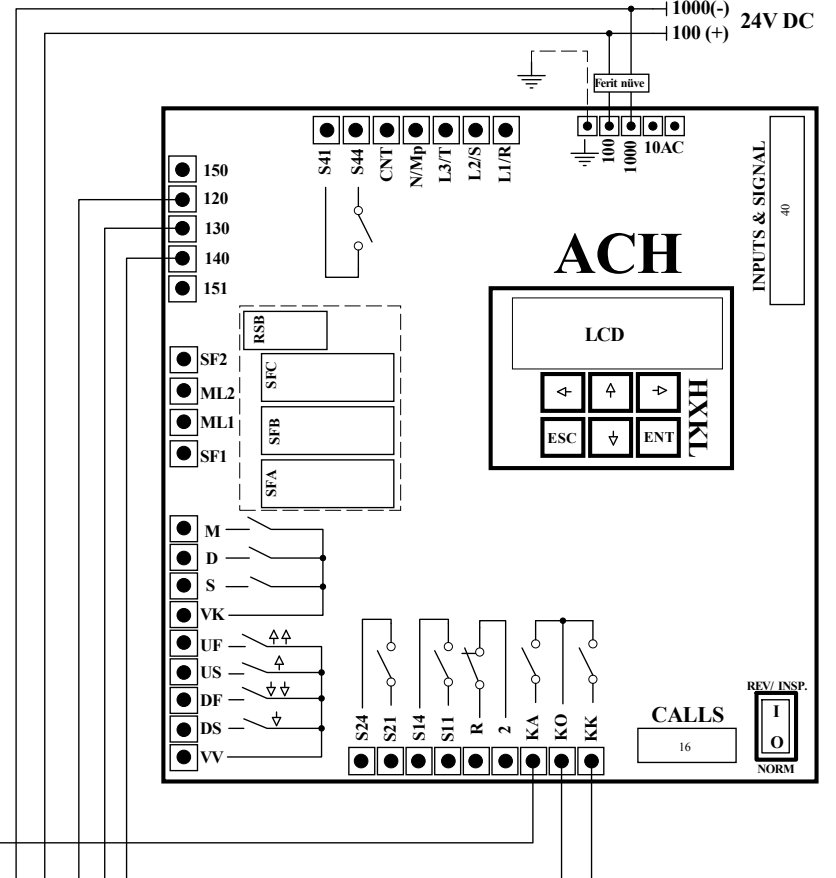 1000(-)
24V DC
100 (+)
Ferit nüve
S41
S44
CNT
N/Mp
L3/T
L2/S
L1/R
100
1000
10AC
INPUTS & SIGNAL
40
150
120
130
140
151
ACH
LCD
HXKL
ESC
ENT
RSB
SFC
SFB
SFA
SF2
ML2
ML1
SF1
M
D
S
VK
UF
US
DF
DS
VV
S24
S21
S14
S11
R
2
KA
KO
KK
CALLS
16
REV/ INSP.
I
O
NORM